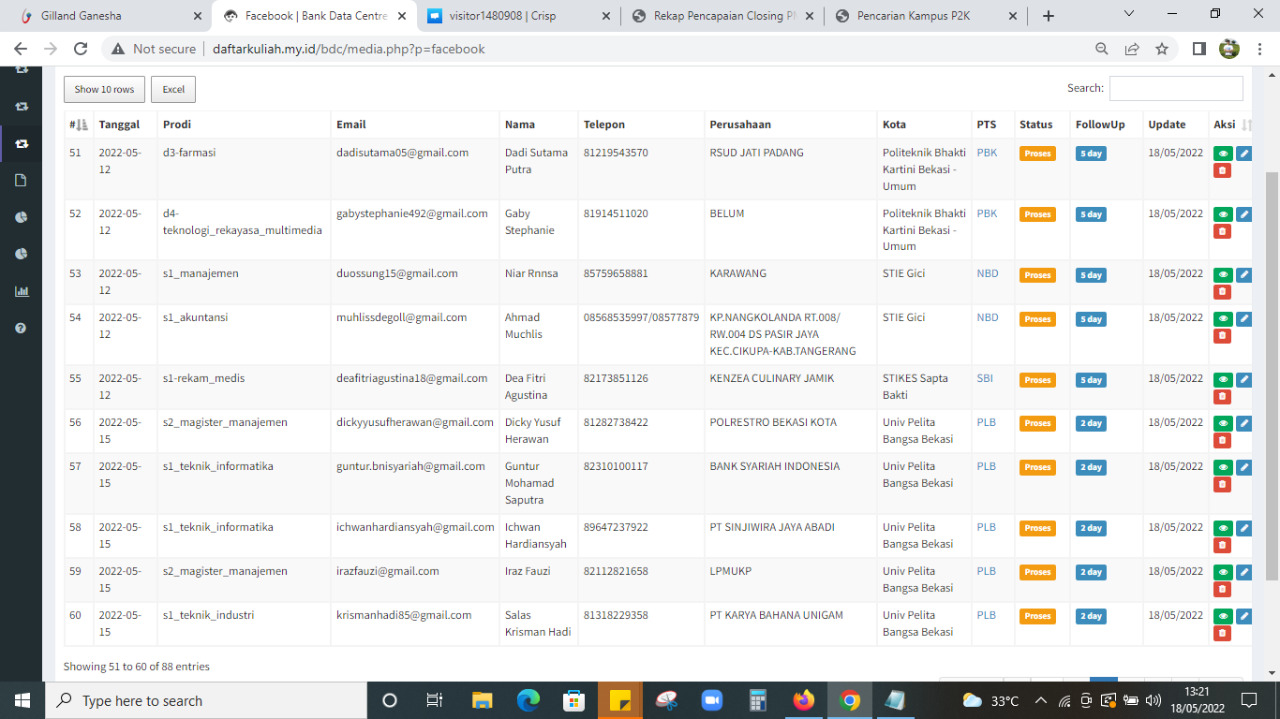 Gilland Ganesha
Facebook | Bank Data Centre
visitor1480908 | Crisp
Rekap Pencapaian Closing P
Pencarian Kampus P2K
Not secure
daftarkuliah.my.id/bdc/media.php?p=facebook
Show 10 rows
Excel
Search:
# Tanggal Prodi Email Nama Telepon Perusahaan Kota PTS Status FollowUp Update Aksi
51 2022-05-12 d3-farmasi dadisutama05@gmail.com Dadi Sutama Putra 81219543570 RSUD JATI PADANG Politeknik Bhakti Kartini Bekasi - Umum PBK Proses 5 day 18/05/2022
52 2022-05-12 d4-teknologi_rekayasa_multimedia gabystephanie492@gmail.com Gaby Stephanie 81914511020 BELUM Politeknik Bhakti Kartini Bekasi - Umum PBK Proses 5 day 18/05/2022
53 2022-05-12 s1_manajemen duossung15@gmail.com Niar Rnnsa 85759658881 KARAWANG STIE Gici NBD Proses 5 day 18/05/2022
54 2022-05-12 s1_akuntansi muhlissdegoll@gmail.com Ahmad Muchlis 08568535997/08577879 KP.NANGKOLANDA RT.008/ RW.004 DS PASIR JAYA KEC.CIKUPA-KAB.TANGERANG STIE Gici NBD Proses 5 day 18/05/2022
55 2022-05-12 s1-rekam_medis deafitriagustina18@gmail.com Dea Fitri Agustina 82173851126 KENZEA CULINARY JAMIK STIKES Sapta Bakti SBI Proses 5 day 18/05/2022
56 2022-05-15 s2_magister_manajemen dickyyusufherawan@gmail.com Dicky Yusuf Herawan 81282738422 POLRESTRO BEKASI KOTA Univ Pelita Bangsa Bekasi PLB Proses 2 day 18/05/2022
57 2022-05-15 s1_teknik_informatika guntur.bnisyariah@gmail.com Guntur Mohamad Saputra 82310100117 BANK SYARIAH INDONESIA Univ Pelita Bangsa Bekasi PLB Proses 2 day 18/05/2022
58 2022-05-15 s1_teknik_informatika ichwanhardiansyah@gmail.com Ichwan Hardiansyah 89647237922 PT SINJIWIRA JAYA ABADI Univ Pelita Bangsa Bekasi PLB Proses 2 day 18/05/2022
59 2022-05-15 s2_magister_manajemen irazfauzi@gmail.com Iraz Fauzi 82112821658 LPMUKP Univ Pelita Bangsa Bekasi PLB Proses 2 day 18/05/2022
60 2022-05-15 s1_teknik_industri krismanhadi85@gmail.com Salas Krisman Hadi 81318229358 PT KARYA BAHANA UNIGAM Univ Pelita Bangsa Bekasi PLB Proses 2 day 18/05/2022
Showing 51 to 60 of 88 entries
Type here to search
33°C
13:21
18/05/2022